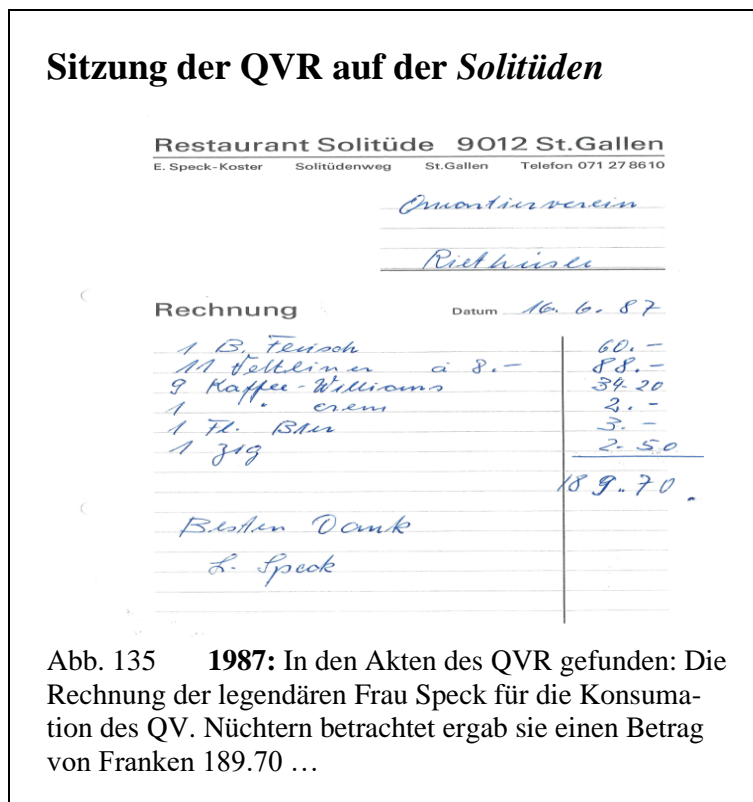 Sitzung der QVR auf der Solitüden
Restaurant Solitüde 9012 St.Gallen
E. Speck-Koster Solitüdenweg St.Gallen Telefon 071 27 86 10
Quartierverein
Riethüsli
Rechnung Datum 16. 6. 87
1 B. Fleisch 60.–
11 Veltliner à 8.– 88.–
9 Kaffee-Williams 34.20
1 " crem 2.–
1 Fl. Bier 3.–
1 Zig 2.50
189.70.
Besten Dank
L. Speck
Abb. 135 1987: In den Akten des QVR gefunden: Die
Rechnung der legendären Frau Speck für die Konsuma-
tion des QV. Nüchtern betrachtet ergab sie einen Betrag
von Franken 189.70 …